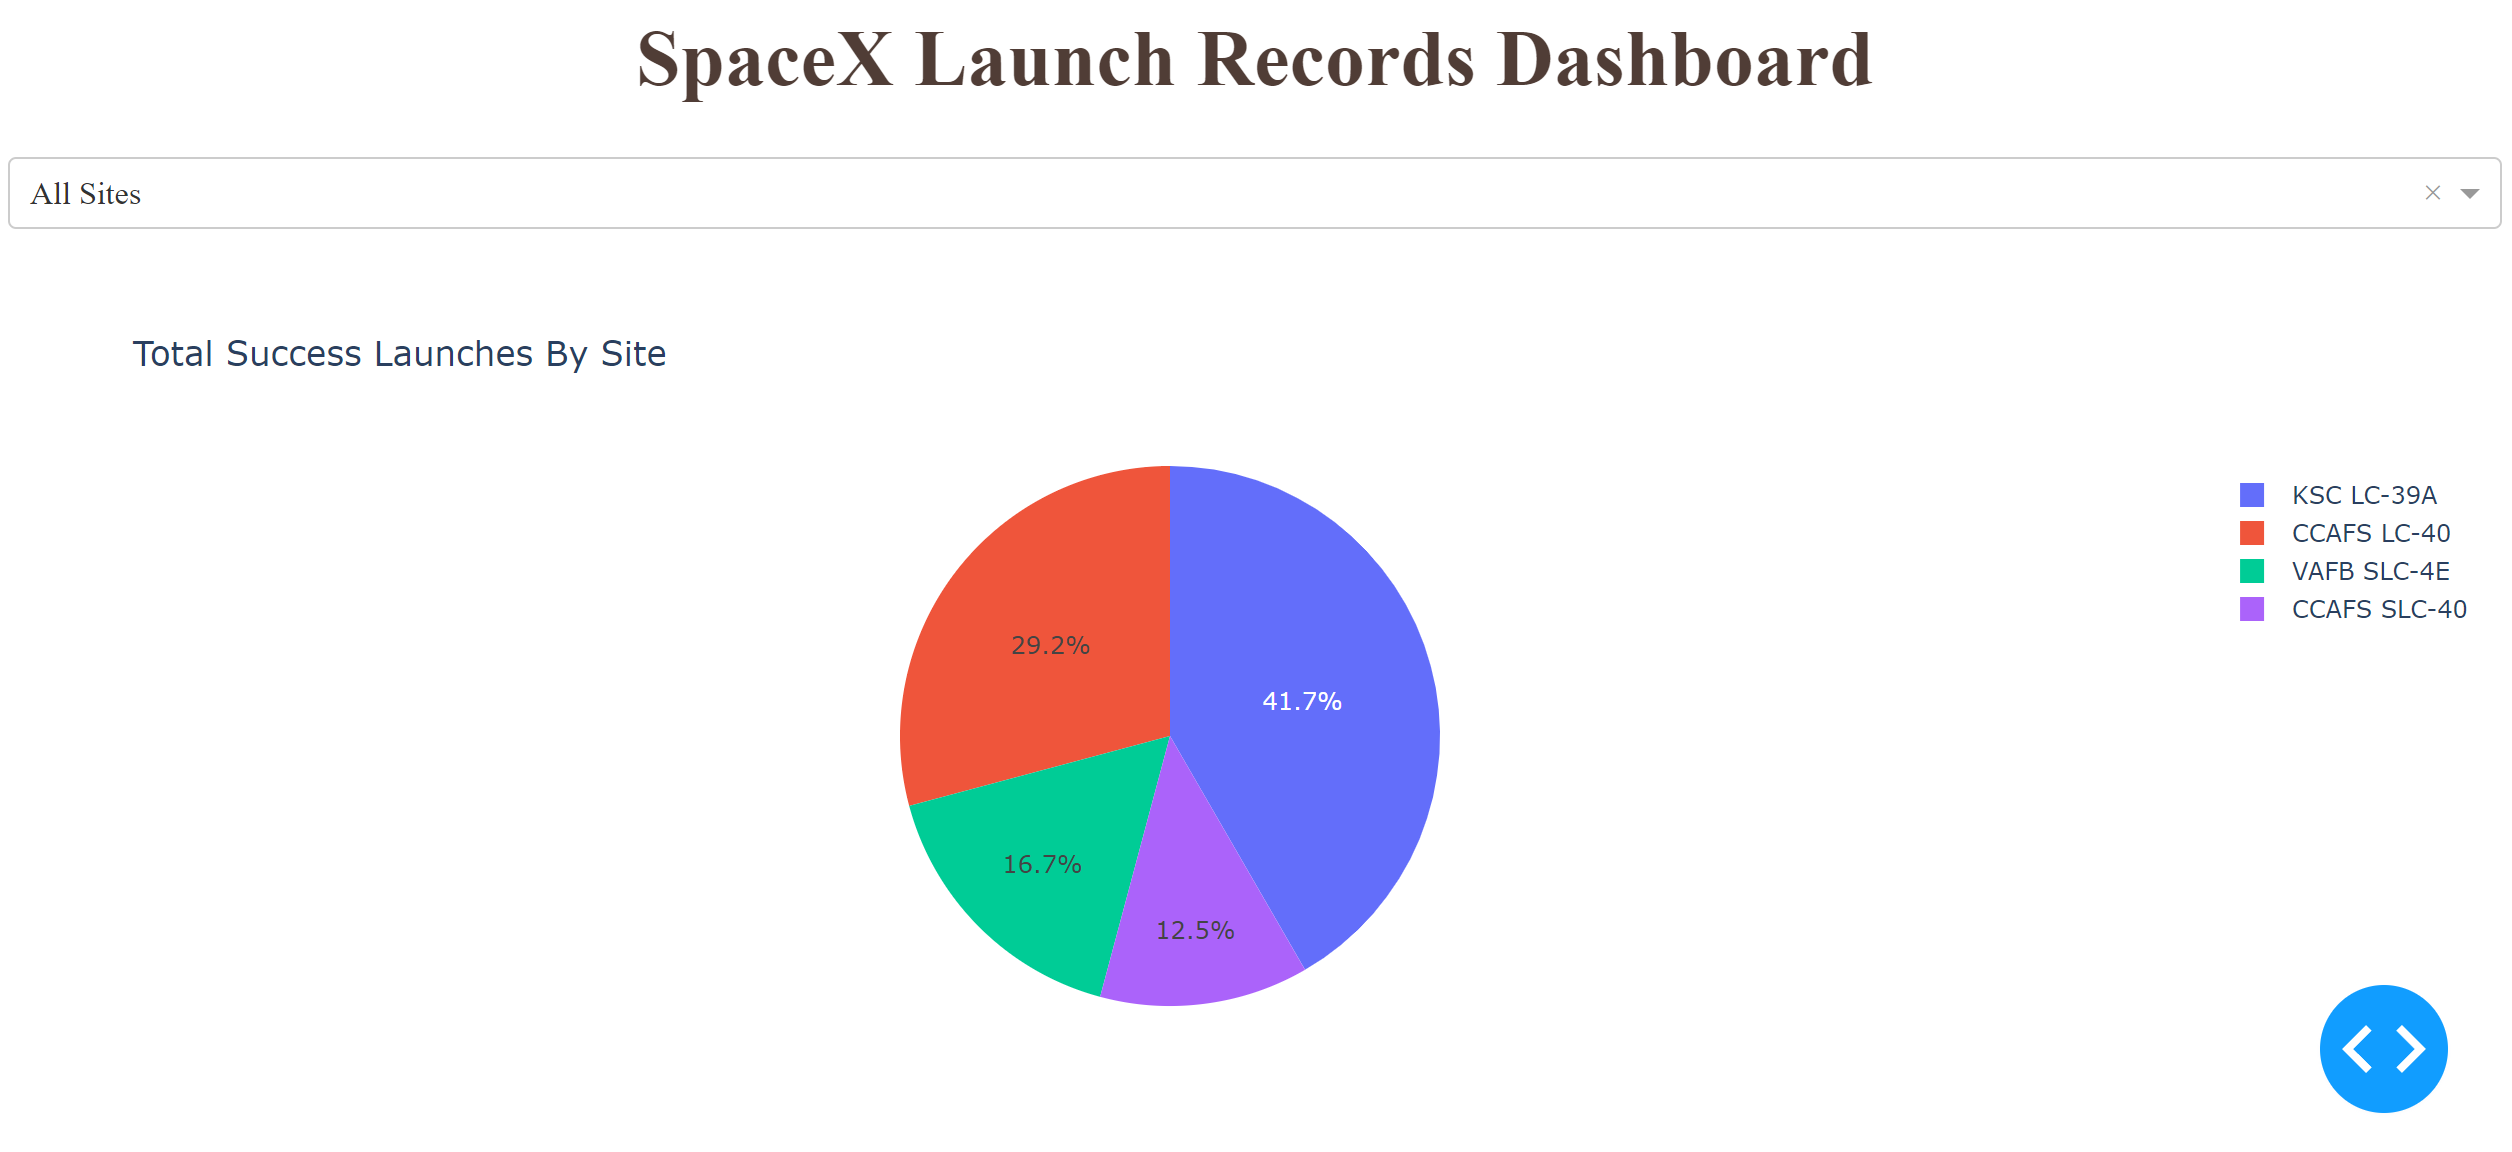 SpaceX Launch Records Dashboard
All Sites
Total Success Launches By Site
KSC LC-39A
CCAFS LC-40
VAFB SLC-4E
CCAFS SLC-40
29.2%
41.7%
16.7%
12.5%